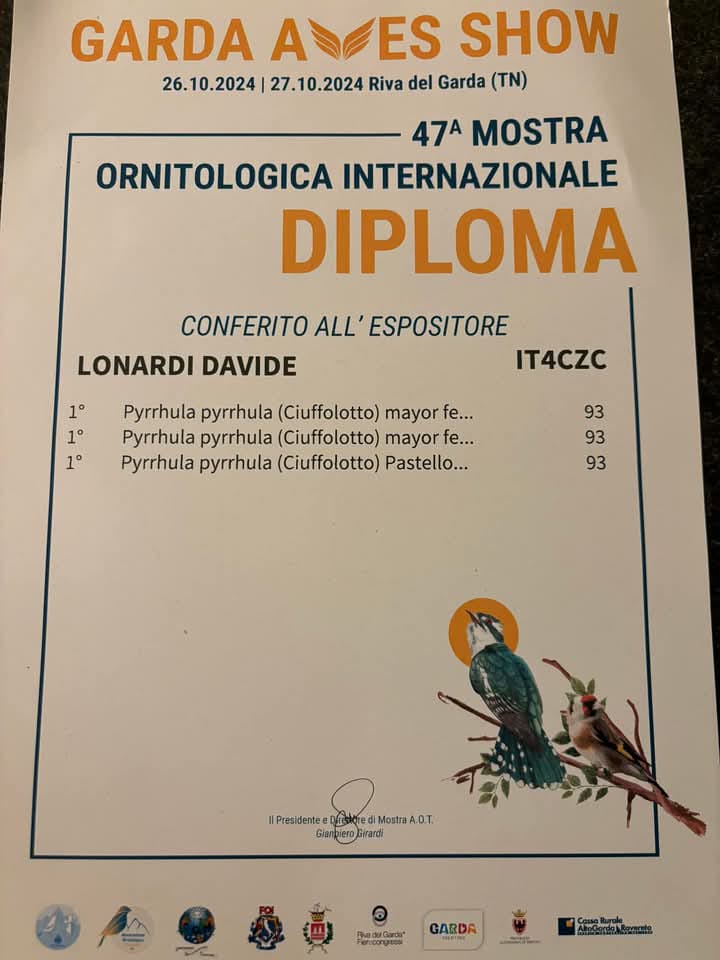 GARDA AVES SHOW
26.10.2024 | 27.10.2024 Riva del Garda (TN)
47ᴬ MOSTRA
ORNITOLOGICA INTERNAZIONALE
DIPLOMA
CONFERITO ALL' ESPOSITORE
LONARDI DAVIDE IT4CZC
1° Pyrrhula pyrrhula (Ciuffolotto) mayor fe... 93
1° Pyrrhula pyrrhula (Ciuffolotto) mayor fe... 93
1° Pyrrhula pyrrhula (Ciuffolotto) Pastello... 93
Il Presidente e Direttore di Mostra A.O.T.
Gianpiero Girardi
FOI
Riva del Garda
Fierecongressi
GARDA
TRENTINO
Cassa Rurale
AltoGarda Rovereto